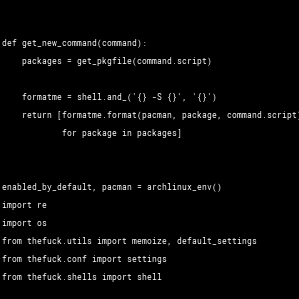 def get_new_command(command):
    packages = get_pkgfile(command.script)

    formatme = shell.and_('{} -S {}', '{}')
    return [formatme.format(pacman, package, command.script)
            for package in packages]


enabled_by_default, pacman = archlinux_env()
import re
import os
from thefuck.utils import memoize, default_settings
from thefuck.conf import settings
from thefuck.shells import shell